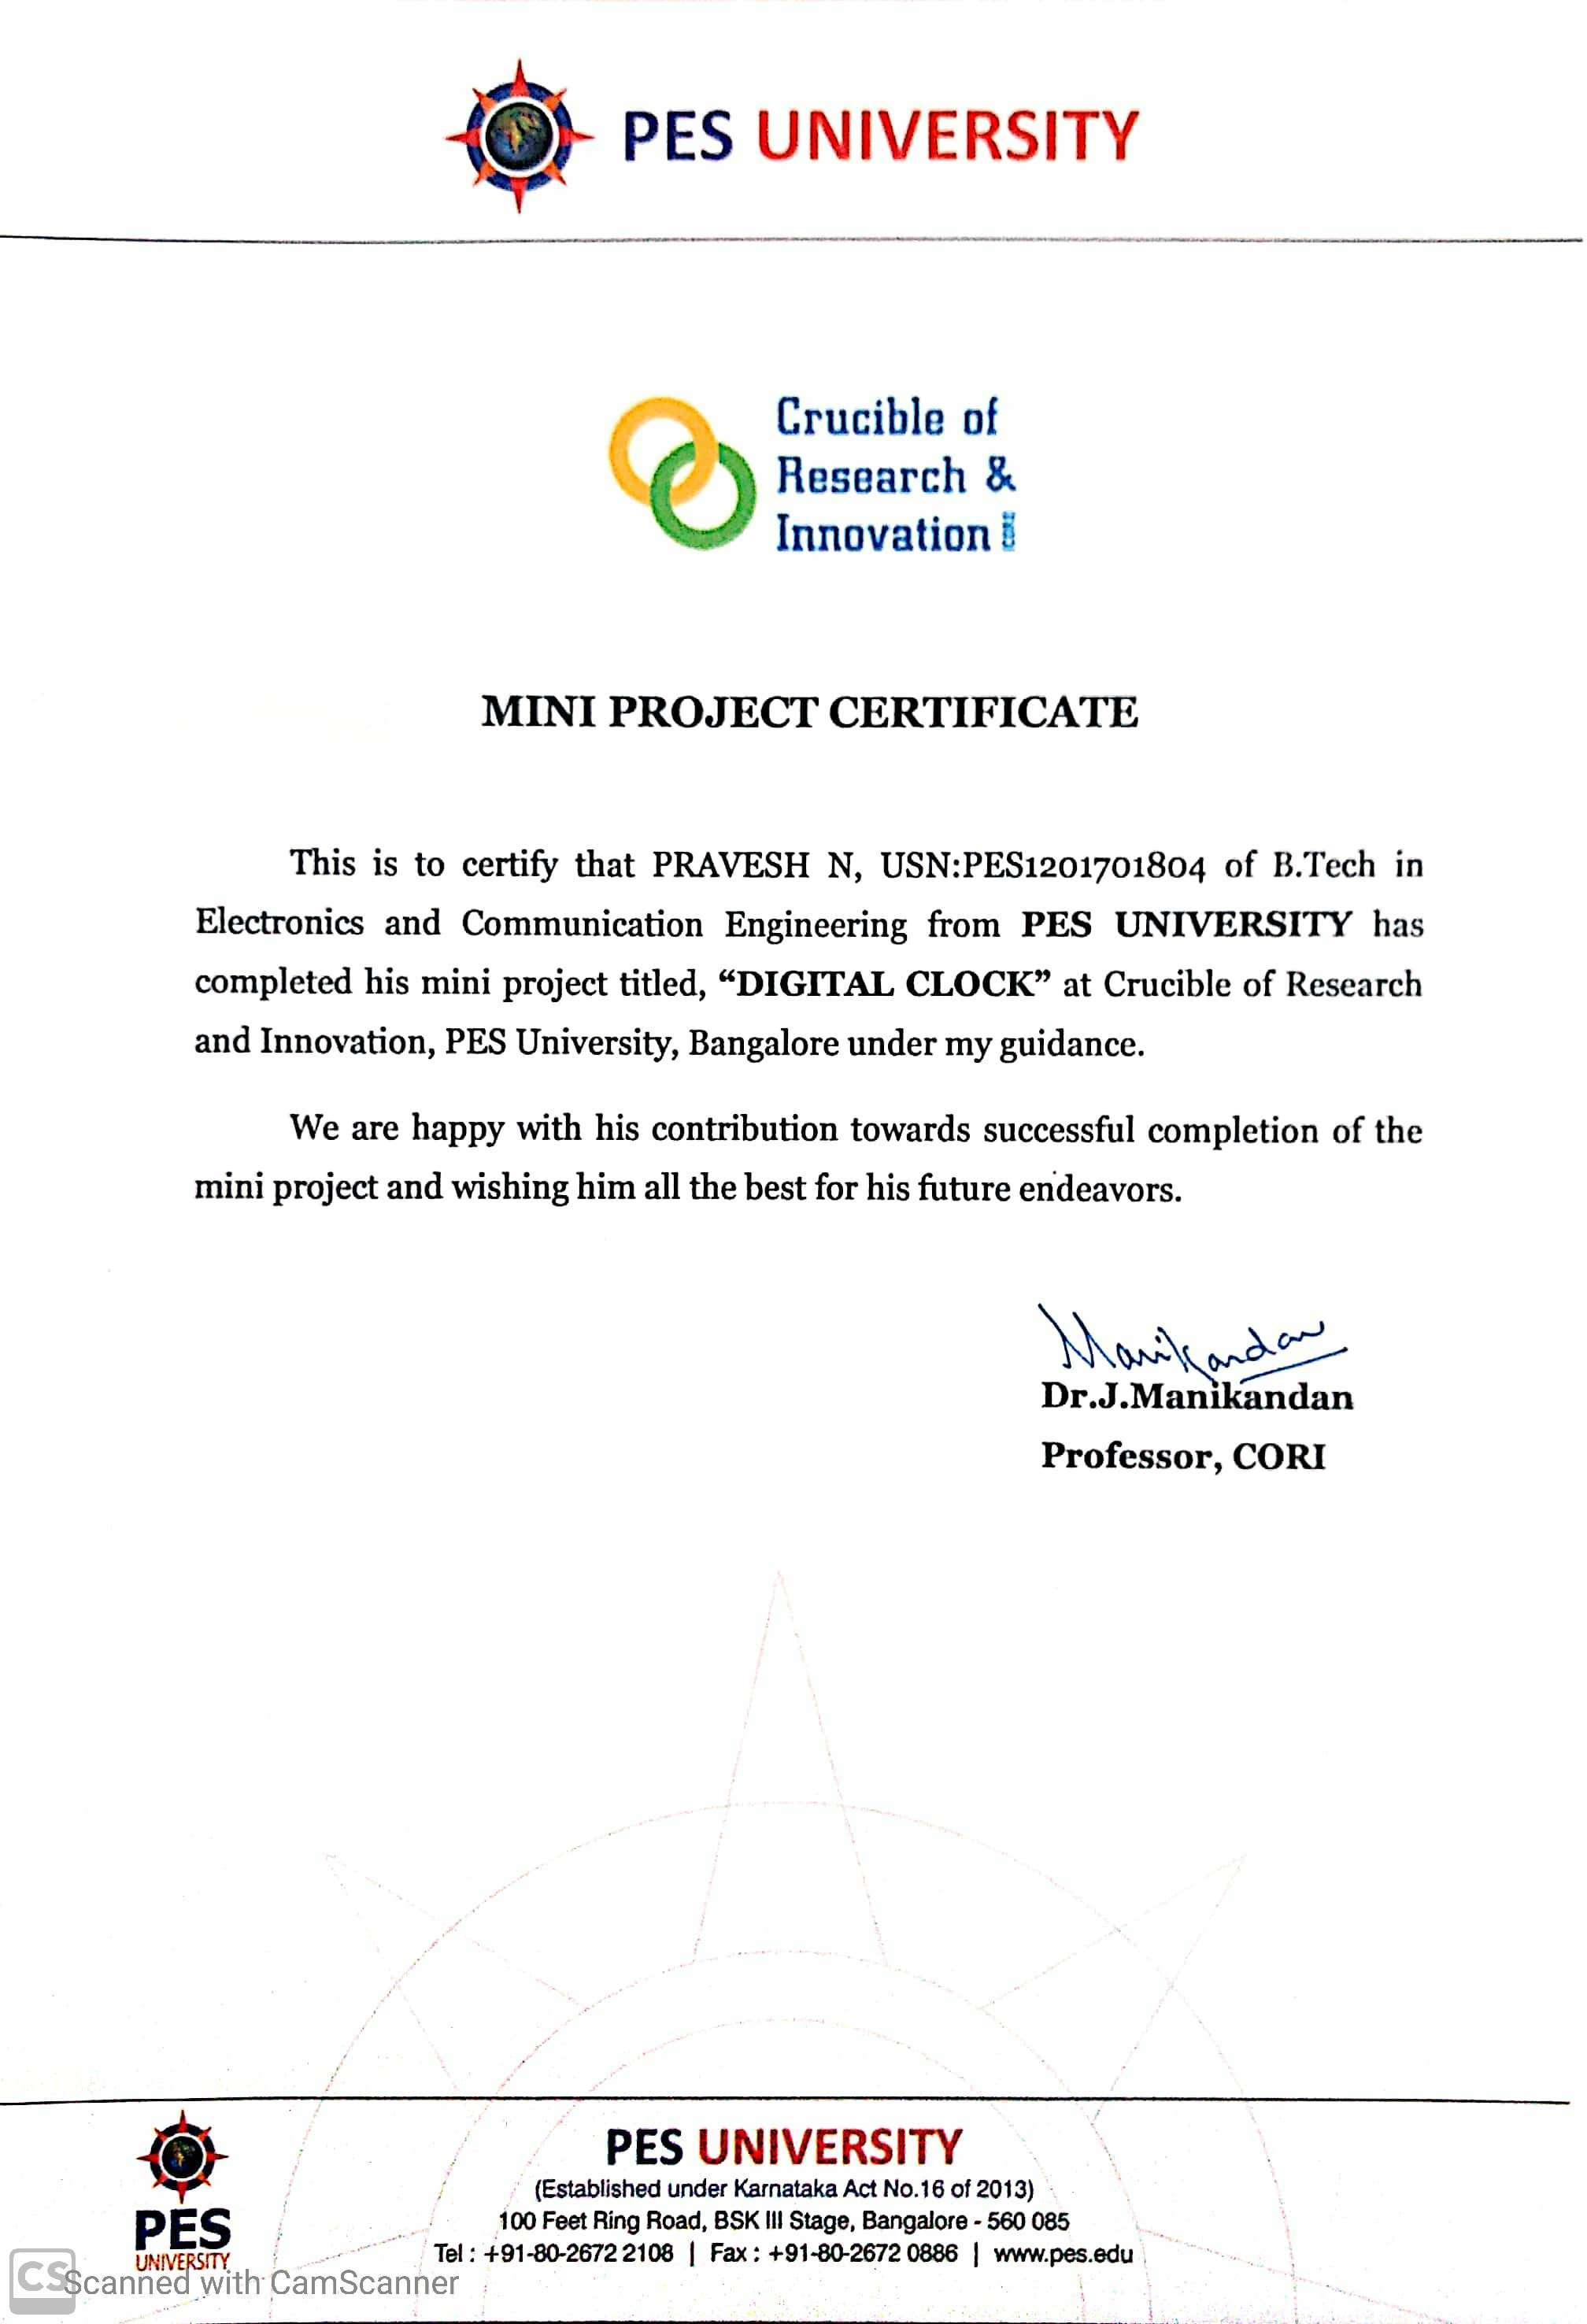 PES UNIVERSITY
Crucible of
Research &
Innovation
MINI PROJECT CERTIFICATE
This is to certify that PRAVESH N, USN:PES1201701804 of B.Tech in
Electronics and Communication Engineering from PES UNIVERSITY has
completed his mini project titled, “DIGITAL CLOCK” at Crucible of Research
and Innovation, PES University, Bangalore under my guidance.
We are happy with his contribution towards successful completion of the
mini project and wishing him all the best for his future endeavors.
Manikandan
Dr.J.Manikandan
Professor, CORI
PES UNIVERSITY
(Established under Karnataka Act No.16 of 2013)
100 Feet Ring Road, BSK III Stage, Bangalore - 560 085
Tel : +91-80-2672 2108 | Fax : +91-80-2672 0886 | www.pes.edu
PES
UNIVERSITY
CS Scanned with CamScanner